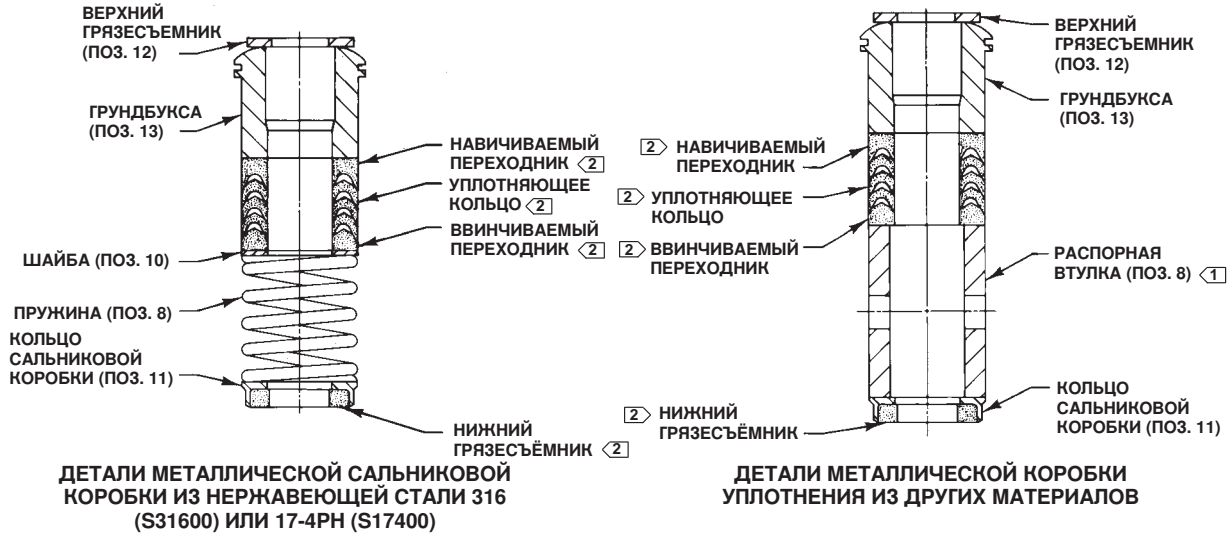 ВЕРХНИЙ
ГРЯЗЕСЪЕМНИК
(ПОЗ. 12)
ГРУНДБУКСА
(ПОЗ. 13)
НАВИЧИВАЕМЫЙ
ПЕРЕХОДНИК 2
УПЛОТНЯЮЩЕЕ
КОЛЬЦО 2
ВВИНЧИВАЕМЫЙ
ПЕРЕХОДНИК 2
ШАЙБА (ПОЗ. 10)
ПРУЖИНА (ПОЗ. 8)
КОЛЬЦО
САЛЬНИКОВОЙ
КОРОБКИ (ПОЗ. 11)
НИЖНИЙ
ГРЯЗЕСЪЁМНИК 2
ДЕТАЛИ МЕТАЛЛИЧЕСКОЙ САЛЬНИКОВОЙ
КОРОБКИ ИЗ НЕРЖАВЕЮЩЕЙ СТАЛИ 316
(S31600) ИЛИ 17-4PH (S17400)
ВЕРХНИЙ
ГРЯЗЕСЪЕМНИК
(ПОЗ. 12)
ГРУНДБУКСА
(ПОЗ. 13)
2 НАВИЧИВАЕМЫЙ
ПЕРЕХОДНИК
2 УПЛОТНЯЮЩЕЕ
КОЛЬЦО
2 ВВИНЧИВАЕМЫЙ
ПЕРЕХОДНИК
РАСПОРНАЯ
ВТУЛКА (ПОЗ. 8) 1
2 НИЖНИЙ
ГРЯЗЕСЪЁМНИК
КОЛЬЦО
САЛЬНИКОВОЙ
КОРОБКИ (ПОЗ. 11)
ДЕТАЛИ МЕТАЛЛИЧЕСКОЙ КОРОБКИ
УПЛОТНЕНИЯ ИЗ ДРУГИХ МАТЕРИАЛОВ